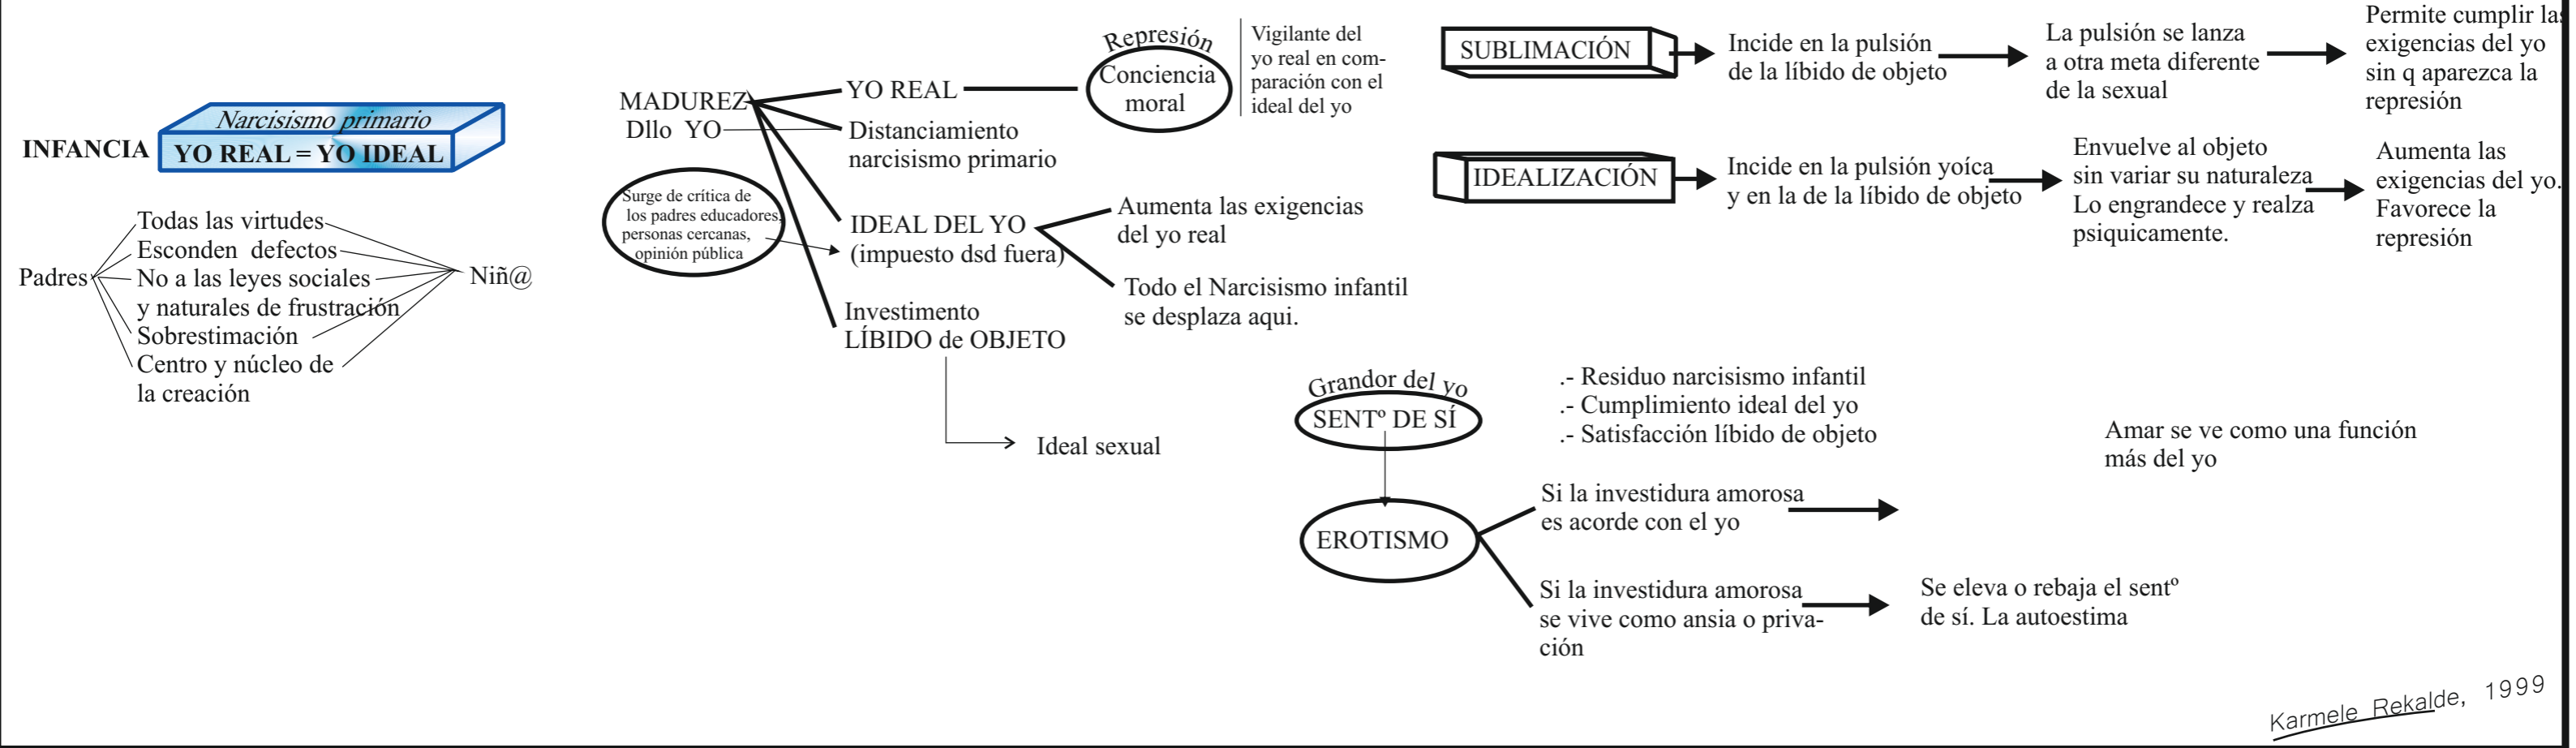 INFANCIA
Narcisismo primario
YO REAL = YO IDEAL
Padres
Todas las virtudes
Esconden defectos
No a las leyes sociales
y naturales de frustración
Sobrestimación
Centro y núcleo de
la creación
Niñ@
MADUREZ
Dllo YO
Surge de crítica de
los padres educadores,
personas cercanas,
opinión pública
YO REAL
Distanciamiento
narcisismo primario
IDEAL DEL YO
(impuesto dsd fuera)
Investimento
LÍBIDO de OBJETO
Ideal sexual
Represión
Conciencia
moral
Vigilante del
yo real en com-
paración con el
ideal del yo
Aumenta las exigencias
del yo real
Todo el Narcisismo infantil
se desplaza aqui.
SUBLIMACIÓN
Incide en la pulsión
de la líbido de objeto
La pulsión se lanza
a otra meta diferente
de la sexual
Permite cumplir las
exigencias del yo
sin q aparezca la
represión
IDEALIZACIÓN
Incide en la pulsión yoíca
y en la de la líbido de objeto
Envuelve al objeto
sin variar su naturaleza
Lo engrandece y realza
psiquicamente.
Aumenta las
exigencias del yo.
Favorece la
represión
Grandor del yo
SENTº DE SÍ
.- Residuo narcisismo infantil
.- Cumplimiento ideal del yo
.- Satisfacción líbido de objeto
EROTISMO
Si la investidura amorosa
es acorde con el yo
Amar se ve como una función
más del yo
Si la investidura amorosa
se vive como ansia o priva-
ción
Se eleva o rebaja el sentº
de sí. La autoestima
Karmele Rekalde, 1999